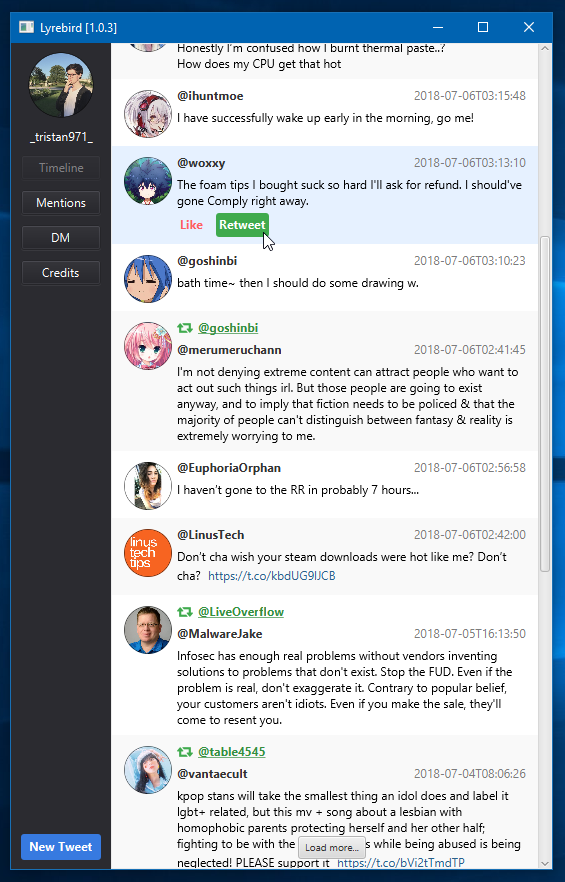 Lyrebird [1.0.3]
_tristan971_
Timeline
Mentions
DM
Credits
New Tweet
Honestly I'm confused how I burnt thermal paste..?
How does my CPU get that hot
@ihuntmoe 2018-07-06T03:15:48
I have successfully wake up early in the morning, go me!
@woxxy 2018-07-06T03:13:10
The foam tips I bought suck so hard I'll ask for refund. I should've
gone Comply right away.
Like Retweet
@goshinbi 2018-07-06T03:10:23
bath time~ then I should do some drawing w.
@goshinbi
@merumeruchann 2018-07-06T02:41:45
I'm not denying extreme content can attract people who want to
act out such things irl. But those people are going to exist
anyway, and to imply that fiction needs to be policed & that the
majority of people can't distinguish between fantasy & reality is
extremely worrying to me.
@EuphoriaOrphan 2018-07-06T02:56:58
I haven't gone to the RR in probably 7 hours...
linus
tech
tips
@LinusTech 2018-07-06T02:42:00
Don't cha wish your steam downloads were hot like me? Don't
cha? https://t.co/kbdUG9lJCB
@LiveOverflow
@MalwareJake 2018-07-05T16:13:50
Infosec has enough real problems without vendors inventing
solutions to problems that don't exist. Stop the FUD. Even if the
problem is real, don't exaggerate it. Contrary to popular belief,
your customers aren't idiots. Even if you make the sale, they'll
come to resent you.
@table4545
@vantaecult 2018-07-04T08:06:26
kpop stans will take the smallest thing an idol does and label it
lgbt+ related, but this mv + song about a lesbian with
homophobic parents protecting herself and her other half;
fighting to be with the Load more... s while being abused is being
neglected! PLEASE support it https://t.co/bVi2tTmdTP